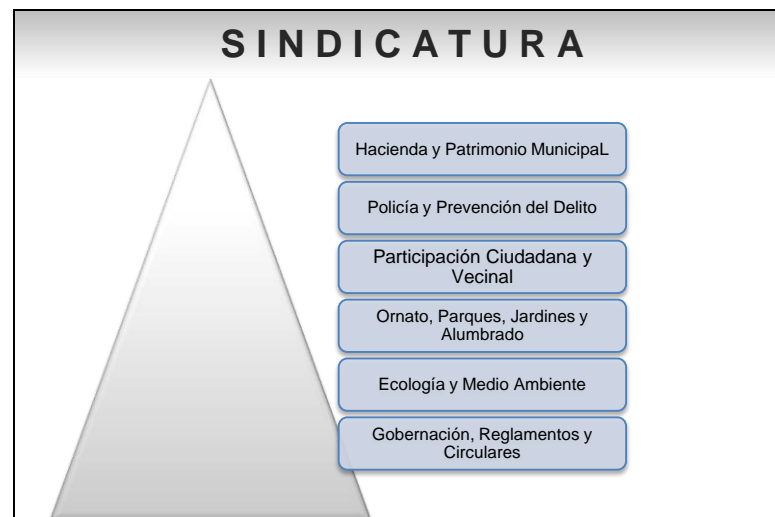 SINDICATURA
Hacienda y Patrimonio MunicipaL
Policía y Prevención del Delito
Participación Ciudadana y
Vecinal
Ornato, Parques, Jardines y
Alumbrado
Ecología y Medio Ambiente
Gobernación, Reglamentos y
Circulares